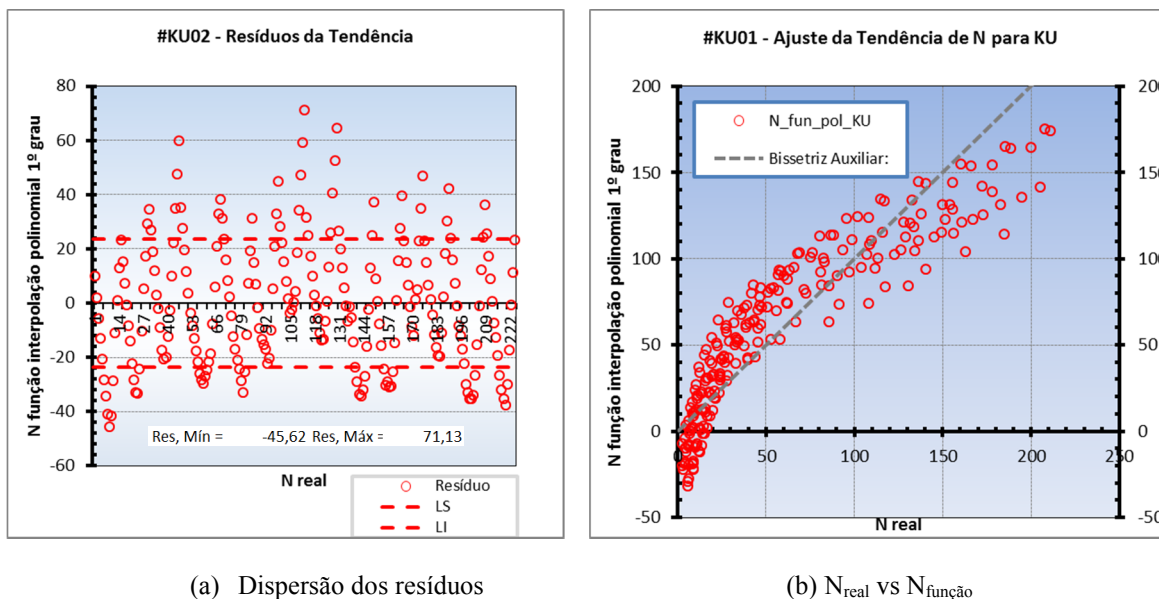 #KU02 - Resíduos da Tendência
N função interpolação polinomial 1º grau
80
60
40
20
0
-20
-40
-60
1 14 27 40 53 66 79 92 105 118 131 144 157 170 183 196 209 222
Res, Mín = -45,62 Res, Máx = 71,13
N real
Resíduo
LS
LI
(a) Dispersão dos resíduos
#KU01 - Ajuste da Tendência de N para KU
N função interpolação polinomial 1º grau
200
150
100
50
0
-50
N_fun_pol_KU
Bissetriz Auxiliar:
0 50 100 150 200 250
N real
(b) Nreal vs Nfunção